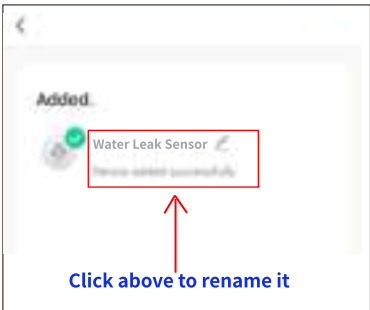 Added.
Water Leak Sensor
Device added successfully
Click above to rename it